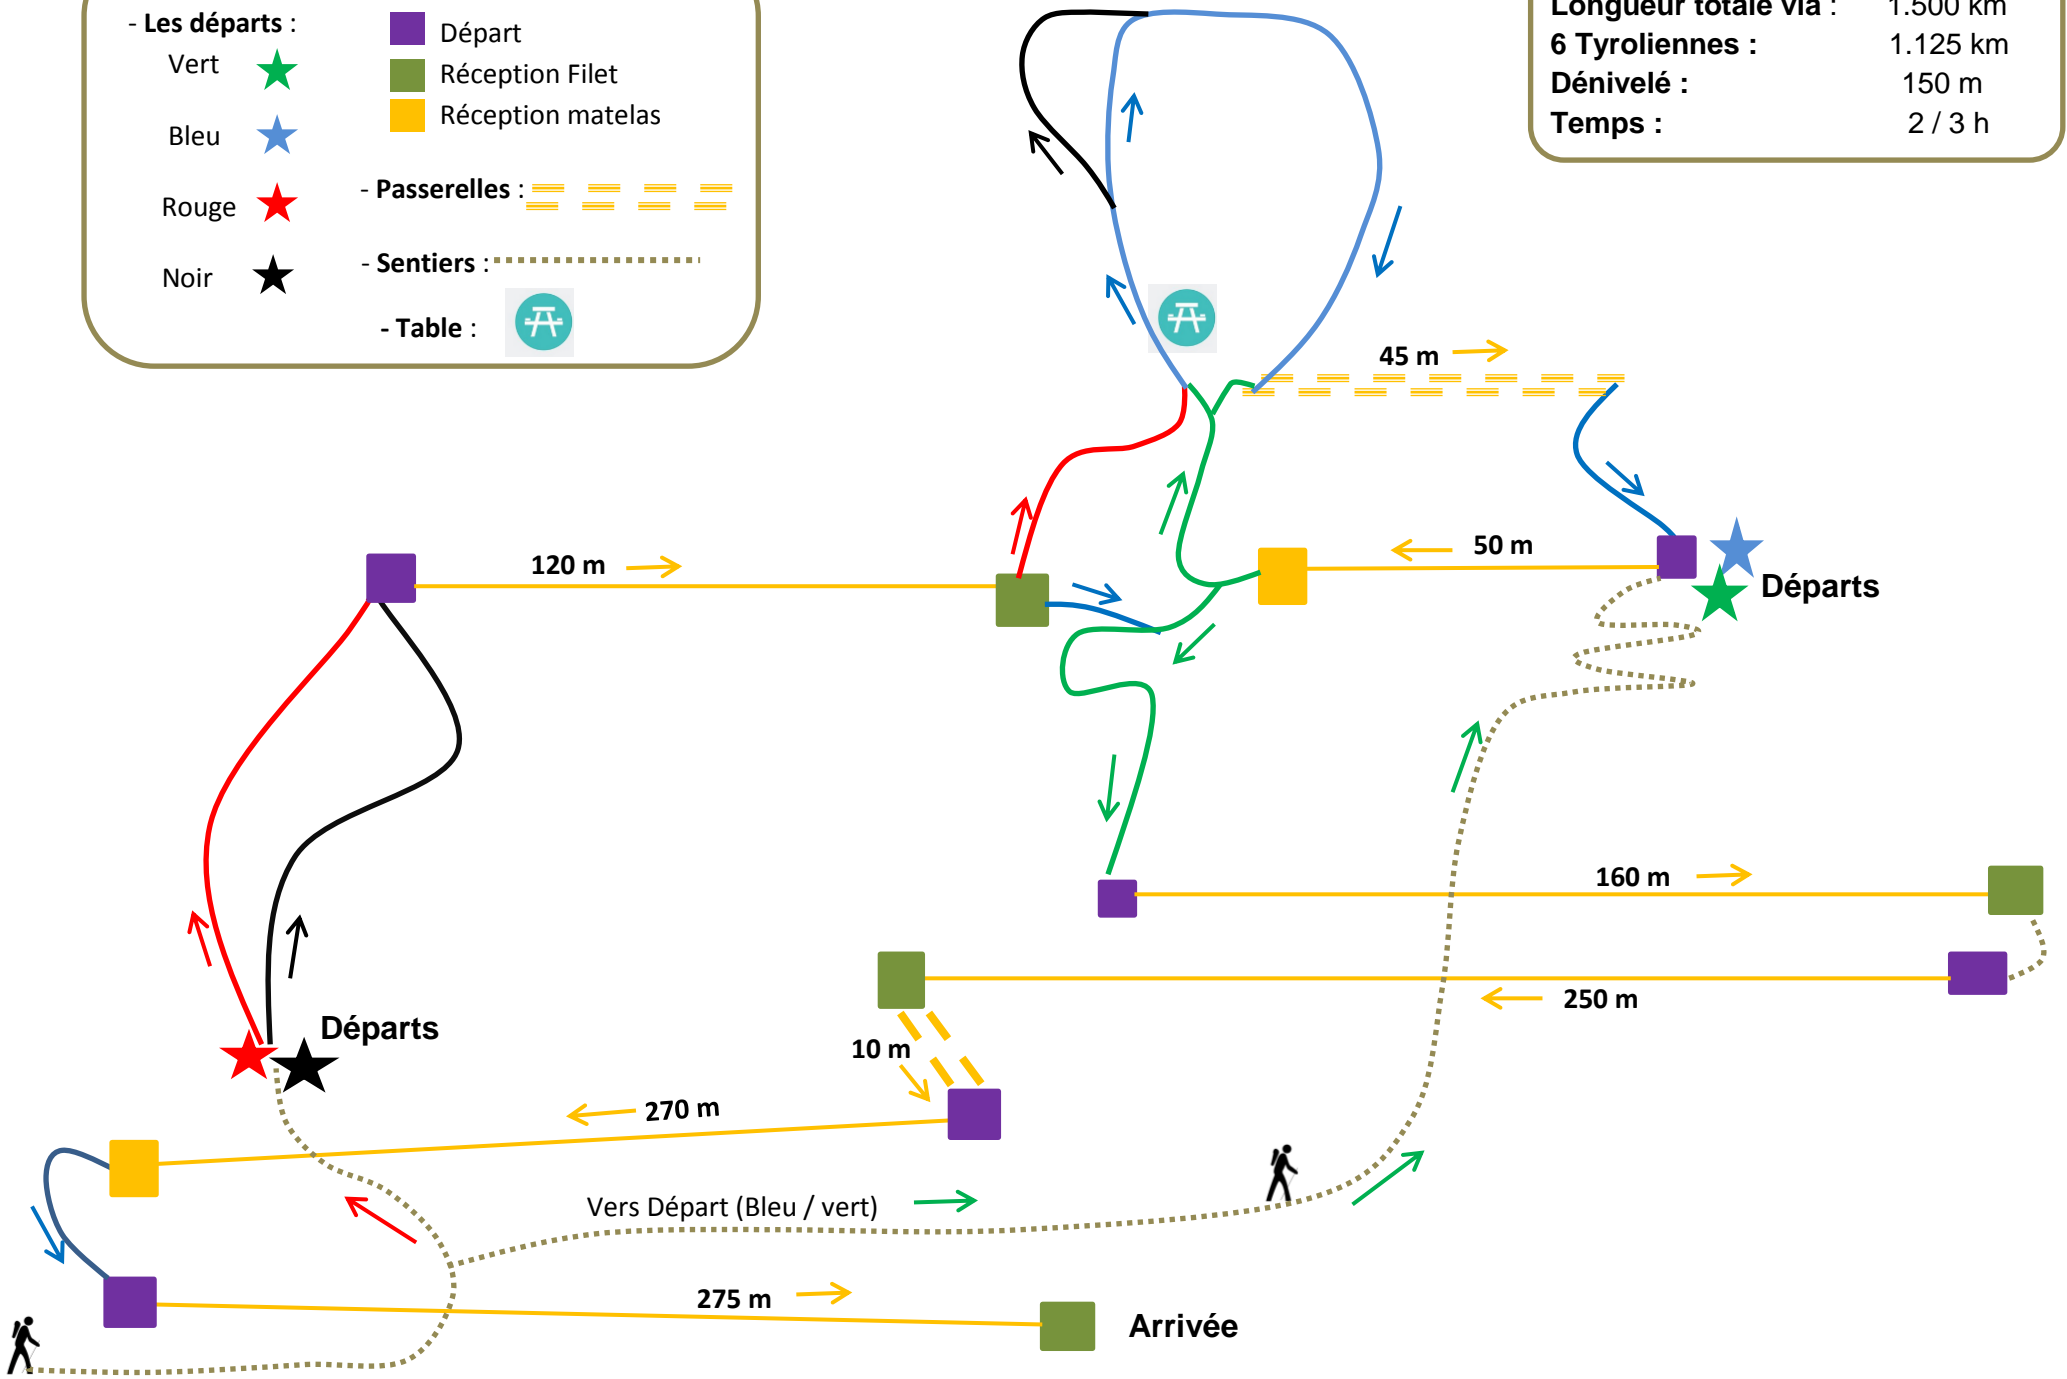 - Les départs :
Vert
Bleu
Rouge
Noir
Départ
Réception Filet
Réception matelas
- Passerelles :
- Sentiers :
- Table :
Longueur totale via : 1.500 km
6 Tyroliennes : 1.125 km
Dénivelé : 150 m
Temps : 2 / 3 h
45 m
120 m
50 m
Départs
160 m
250 m
Départs
10 m
270 m
Vers Départ (Bleu / vert)
275 m
Arrivée